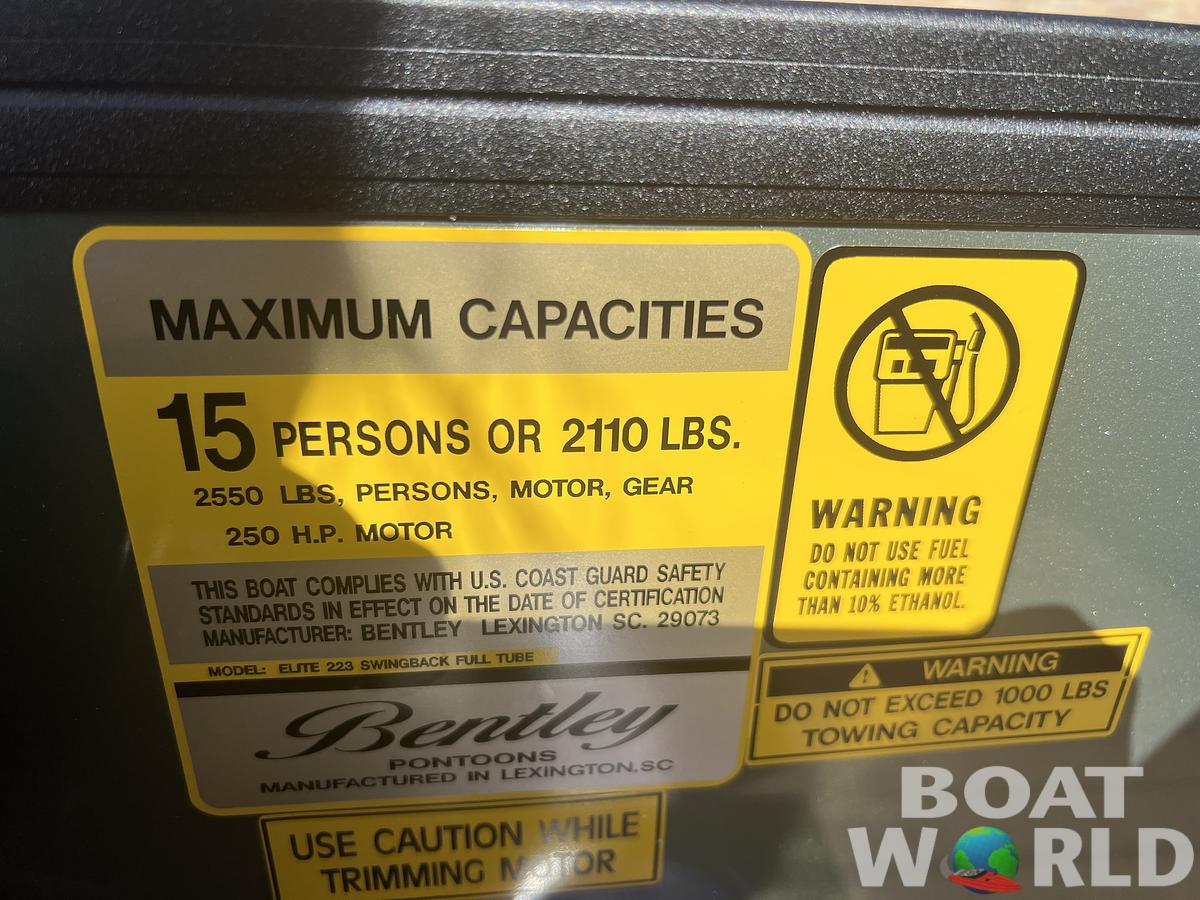 MAXIMUM CAPACITIES
15 PERSONS OR 2110 LBS.
2550 LBS, PERSONS, MOTOR, GEAR
250 H.P. MOTOR
THIS BOAT COMPLIES WITH U.S. COAST GUARD SAFETY
STANDARDS IN EFFECT ON THE DATE OF CERTIFICATION
MANUFACTURER: BENTLEY LEXINGTON SC. 29073
MODEL: ELITE 223 SWINGBACK FULL TUBE
Bentley
PONTOONS
MANUFACTURED IN LEXINGTON,SC
USE CAUTION WHILE
TRIMMING MOTOR
WARNING
DO NOT USE FUEL
CONTAINING MORE
THAN 10% ETHANOL.
WARNING
DO NOT EXCEED 1000 LBS
TOWING CAPACITY
BOAT
WORLD